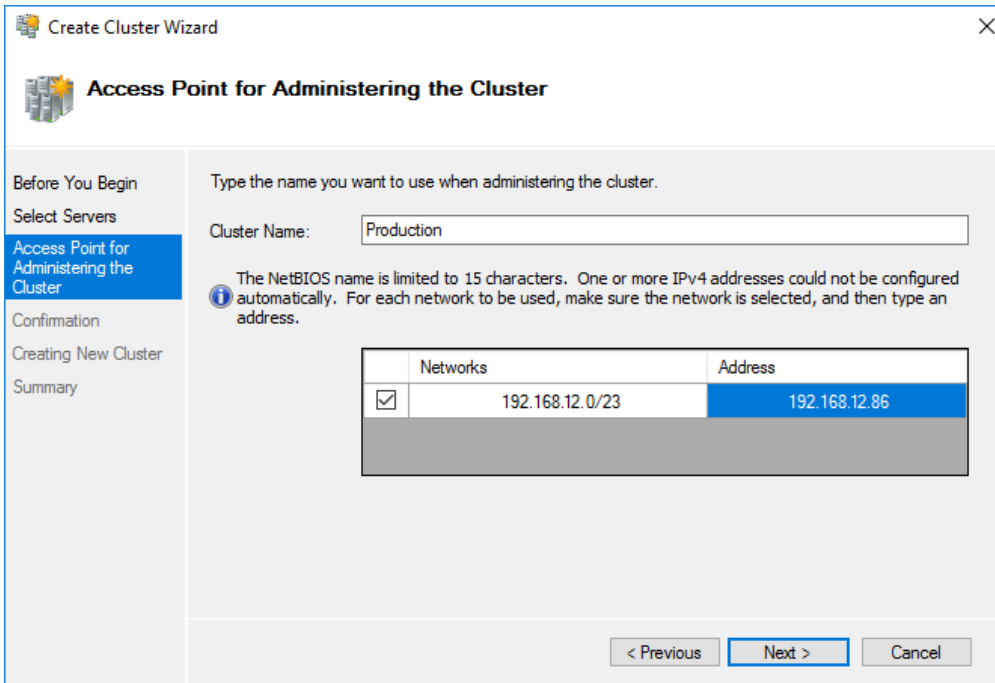 Create Cluster Wizard
Access Point for Administering the Cluster
Before You Begin
Select Servers
Access Point for
Administering the
Cluster
Confirmation
Creating New Cluster
Summary
Type the name you want to use when administering the cluster.
Cluster Name:
Production
The NetBIOS name is limited to 15 characters.  One or more IPv4 addresses could not be configured
automatically.  For each network to be used, make sure the network is selected, and then type an
address.
Networks
Address
192.168.12.0/23
192.168.12.86
< Previous
Next >
Cancel